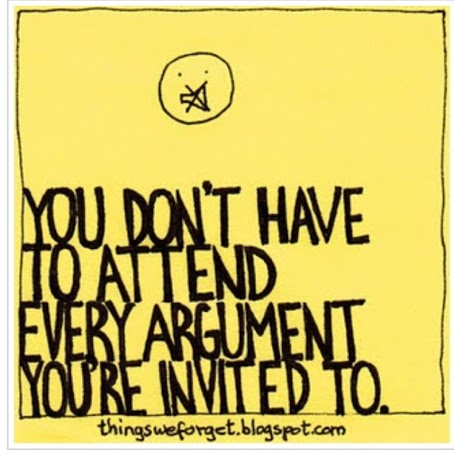 YOU DON'T HAVE
TO ATTEND
EVERY ARGUMENT
YOU'RE INVITED TO.
thingsweforget.blogspot.com